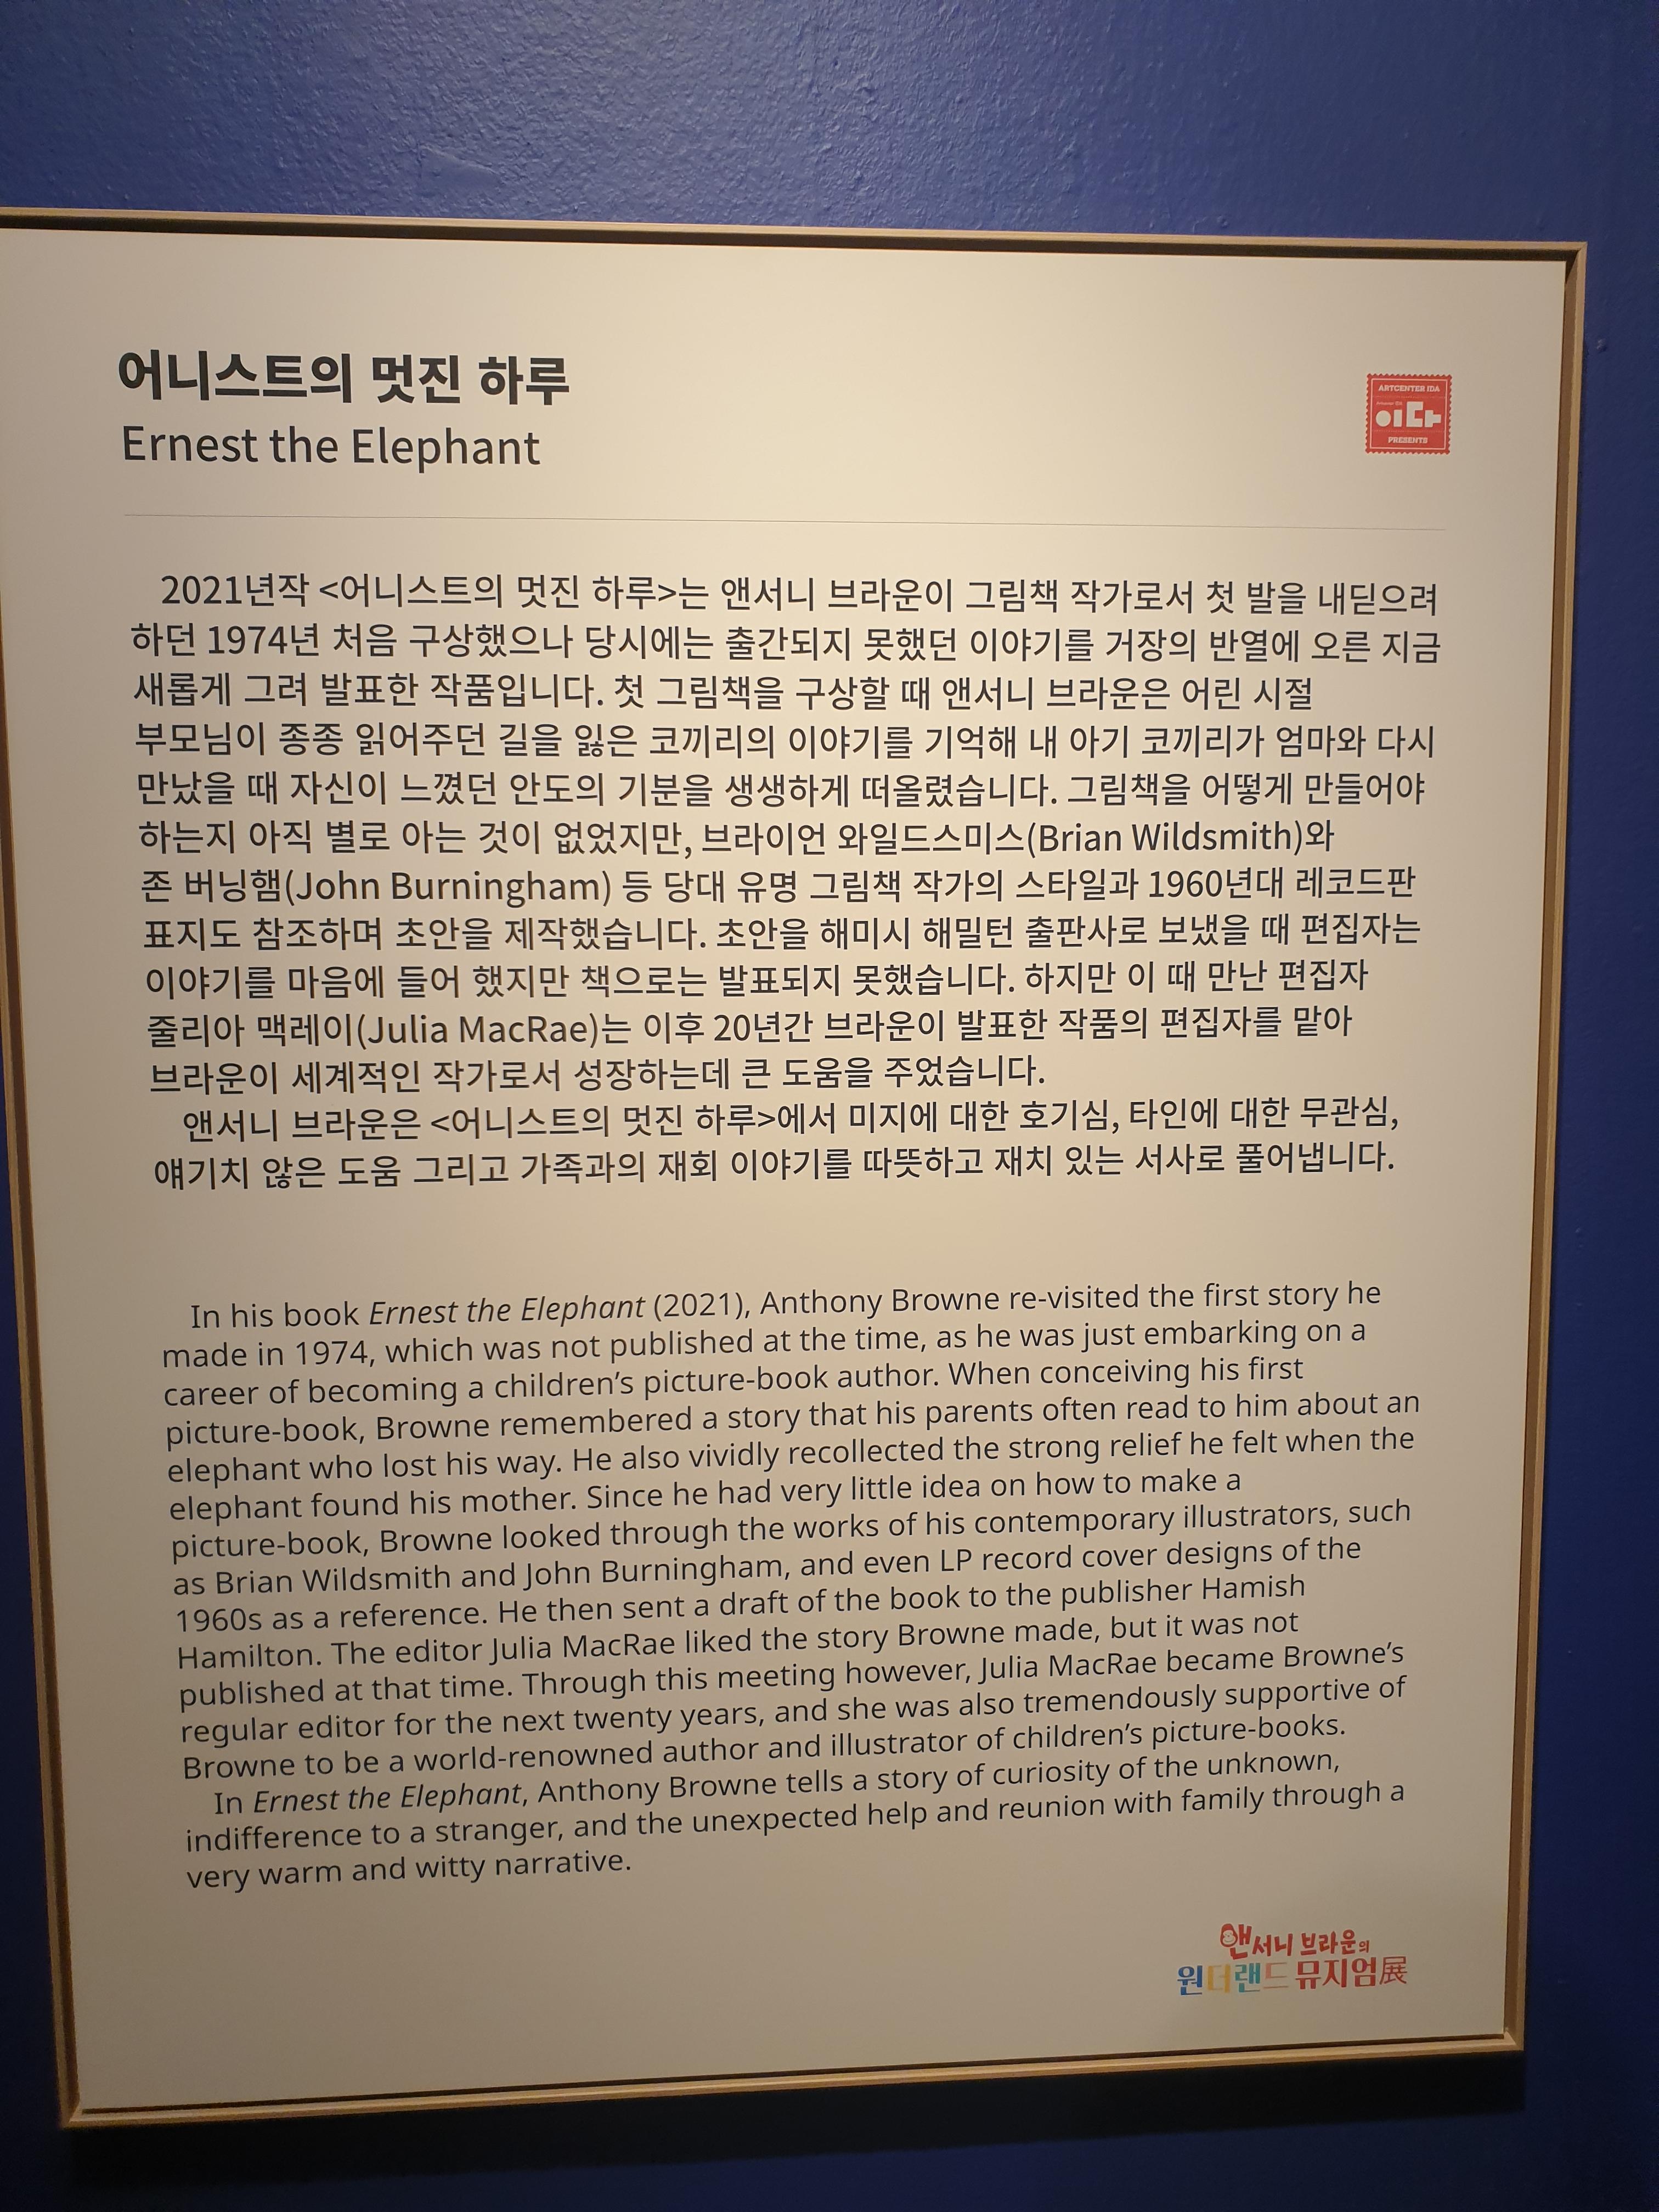 어니스트의 멋진 하루
Ernest the Elephant
ARTCENTER IDA
이다
PRESENTS
2021년작 <어니스트의 멋진 하루>는 앤서니 브라운이 그림책 작가로서 첫 발을 내딛으려
하던 1974년 처음 구상했으나 당시에는 출간되지 못했던 이야기를 거장의 반열에 오른 지금
새롭게 그려 발표한 작품입니다. 첫 그림책을 구상할 때 앤서니 브라운은 어린 시절
부모님이 종종 읽어주던 길을 잃은 코끼리의 이야기를 기억해 내 아기 코끼리가 엄마와 다시
만났을 때 자신이 느꼈던 안도의 기분을 생생하게 떠올렸습니다. 그림책을 어떻게 만들어야
하는지 아직 별로 아는 것이 없었지만, 브라이언 와일드스미스(Brian Wildsmith)와
존 버닝햄(John Burningham) 등 당대 유명 그림책 작가의 스타일과 1960년대 레코드판
표지도 참조하며 초안을 제작했습니다. 초안을 해미시 해밀턴 출판사로 보냈을 때 편집자는
이야기를 마음에 들어 했지만 책으로는 발표되지 못했습니다. 하지만 이 때 만난 편집자
줄리아 맥레이(Julia MacRae)는 이후 20년간 브라운이 발표한 작품의 편집자를 맡아
브라운이 세계적인 작가로서 성장하는데 큰 도움을 주었습니다.
앤서니 브라운은 <어니스트의 멋진 하루>에서 미지에 대한 호기심, 타인에 대한 무관심,
얘기치 않은 도움 그리고 가족과의 재회 이야기를 따뜻하고 재치 있는 서사로 풀어냅니다.
In his book Ernest the Elephant (2021), Anthony Browne re-visited the first story he
made in 1974, which was not published at the time, as he was just embarking on a
career of becoming a children's picture-book author. When conceiving his first
picture-book, Browne remembered a story that his parents often read to him about an
elephant who lost his way. He also vividly recollected the strong relief he felt when the
elephant found his mother. Since he had very little idea on how to make a
picture-book, Browne looked through the works of his contemporary illustrators, such
as Brian Wildsmith and John Burningham, and even LP record cover designs of the
1960s as a reference. He then sent a draft of the book to the publisher Hamish
Hamilton. The editor Julia MacRae liked the story Browne made, but it was not
published at that time. Through this meeting however, Julia MacRae became Browne's
regular editor for the next twenty years, and she was also tremendously supportive of
Browne to be a world-renowned author and illustrator of children's picture-books.
In Ernest the Elephant, Anthony Browne tells a story of curiosity of the unknown,
indifference to a stranger, and the unexpected help and reunion with family through a
very warm and witty narrative.
앤서니 브라운의
원더랜드 뮤지엄展